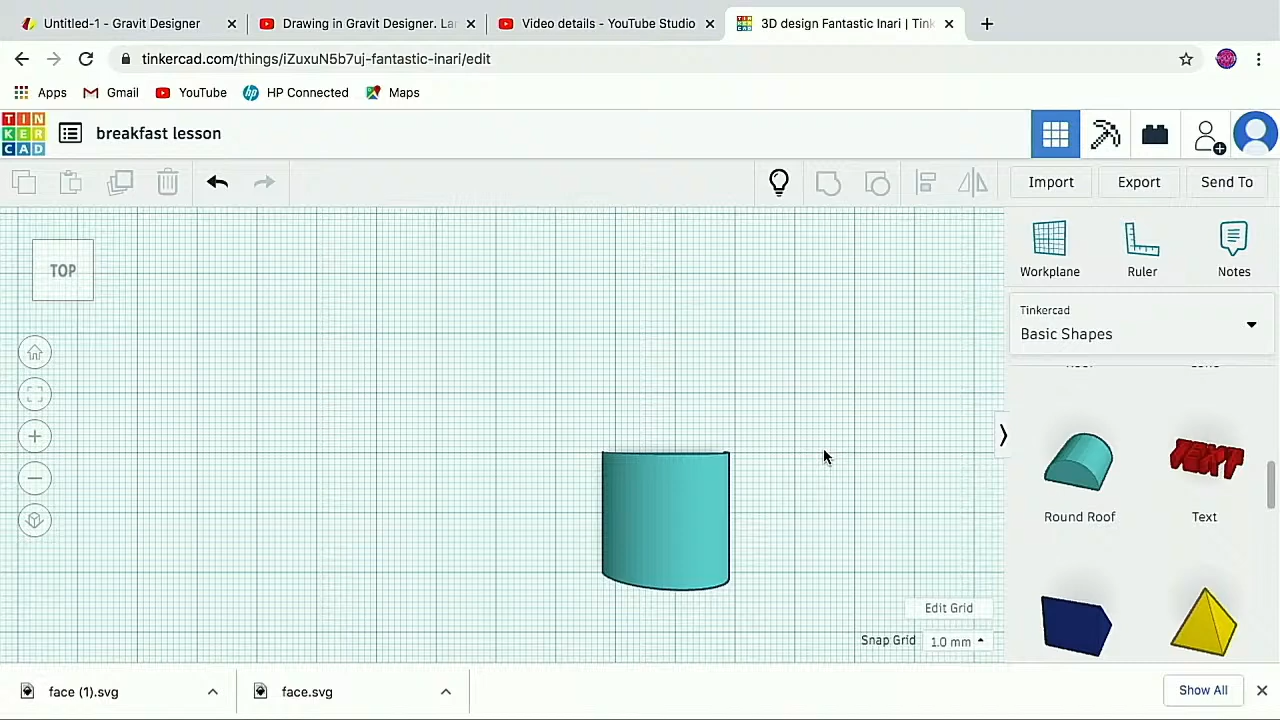 Untitled-1 - Gravit Designer
Drawing in Gravit Designer. Lar
Video details - YouTube Studio
3D design Fantastic Inari | Tink
tinkercad.com/things/iZuxuN5b7uj-fantastic-inari/edit
Apps
Gmail
YouTube
HP Connected
Maps
TIN
KER
CAD
breakfast lesson
Import
Export
Send To
TOP
Workplane
Ruler
Notes
Tinkercad
Basic Shapes
Round Roof
Text
TEXT
Edit Grid
Snap Grid
1.0 mm
face (1).svg
face.svg
Show All